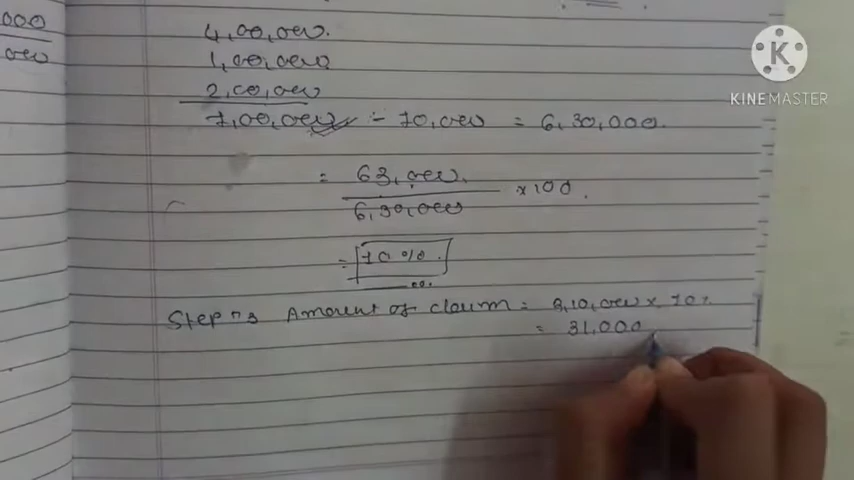 000
000
4,00,000.
1,00,000
2,00,000
7,00,000 - 70,000 = 6,30,000.
= 63,000. × 100.
6,30,000
= 10%.
Step:3 Amount of claim = 3,10,000 × 10%
= 31,000
KINEMASTER